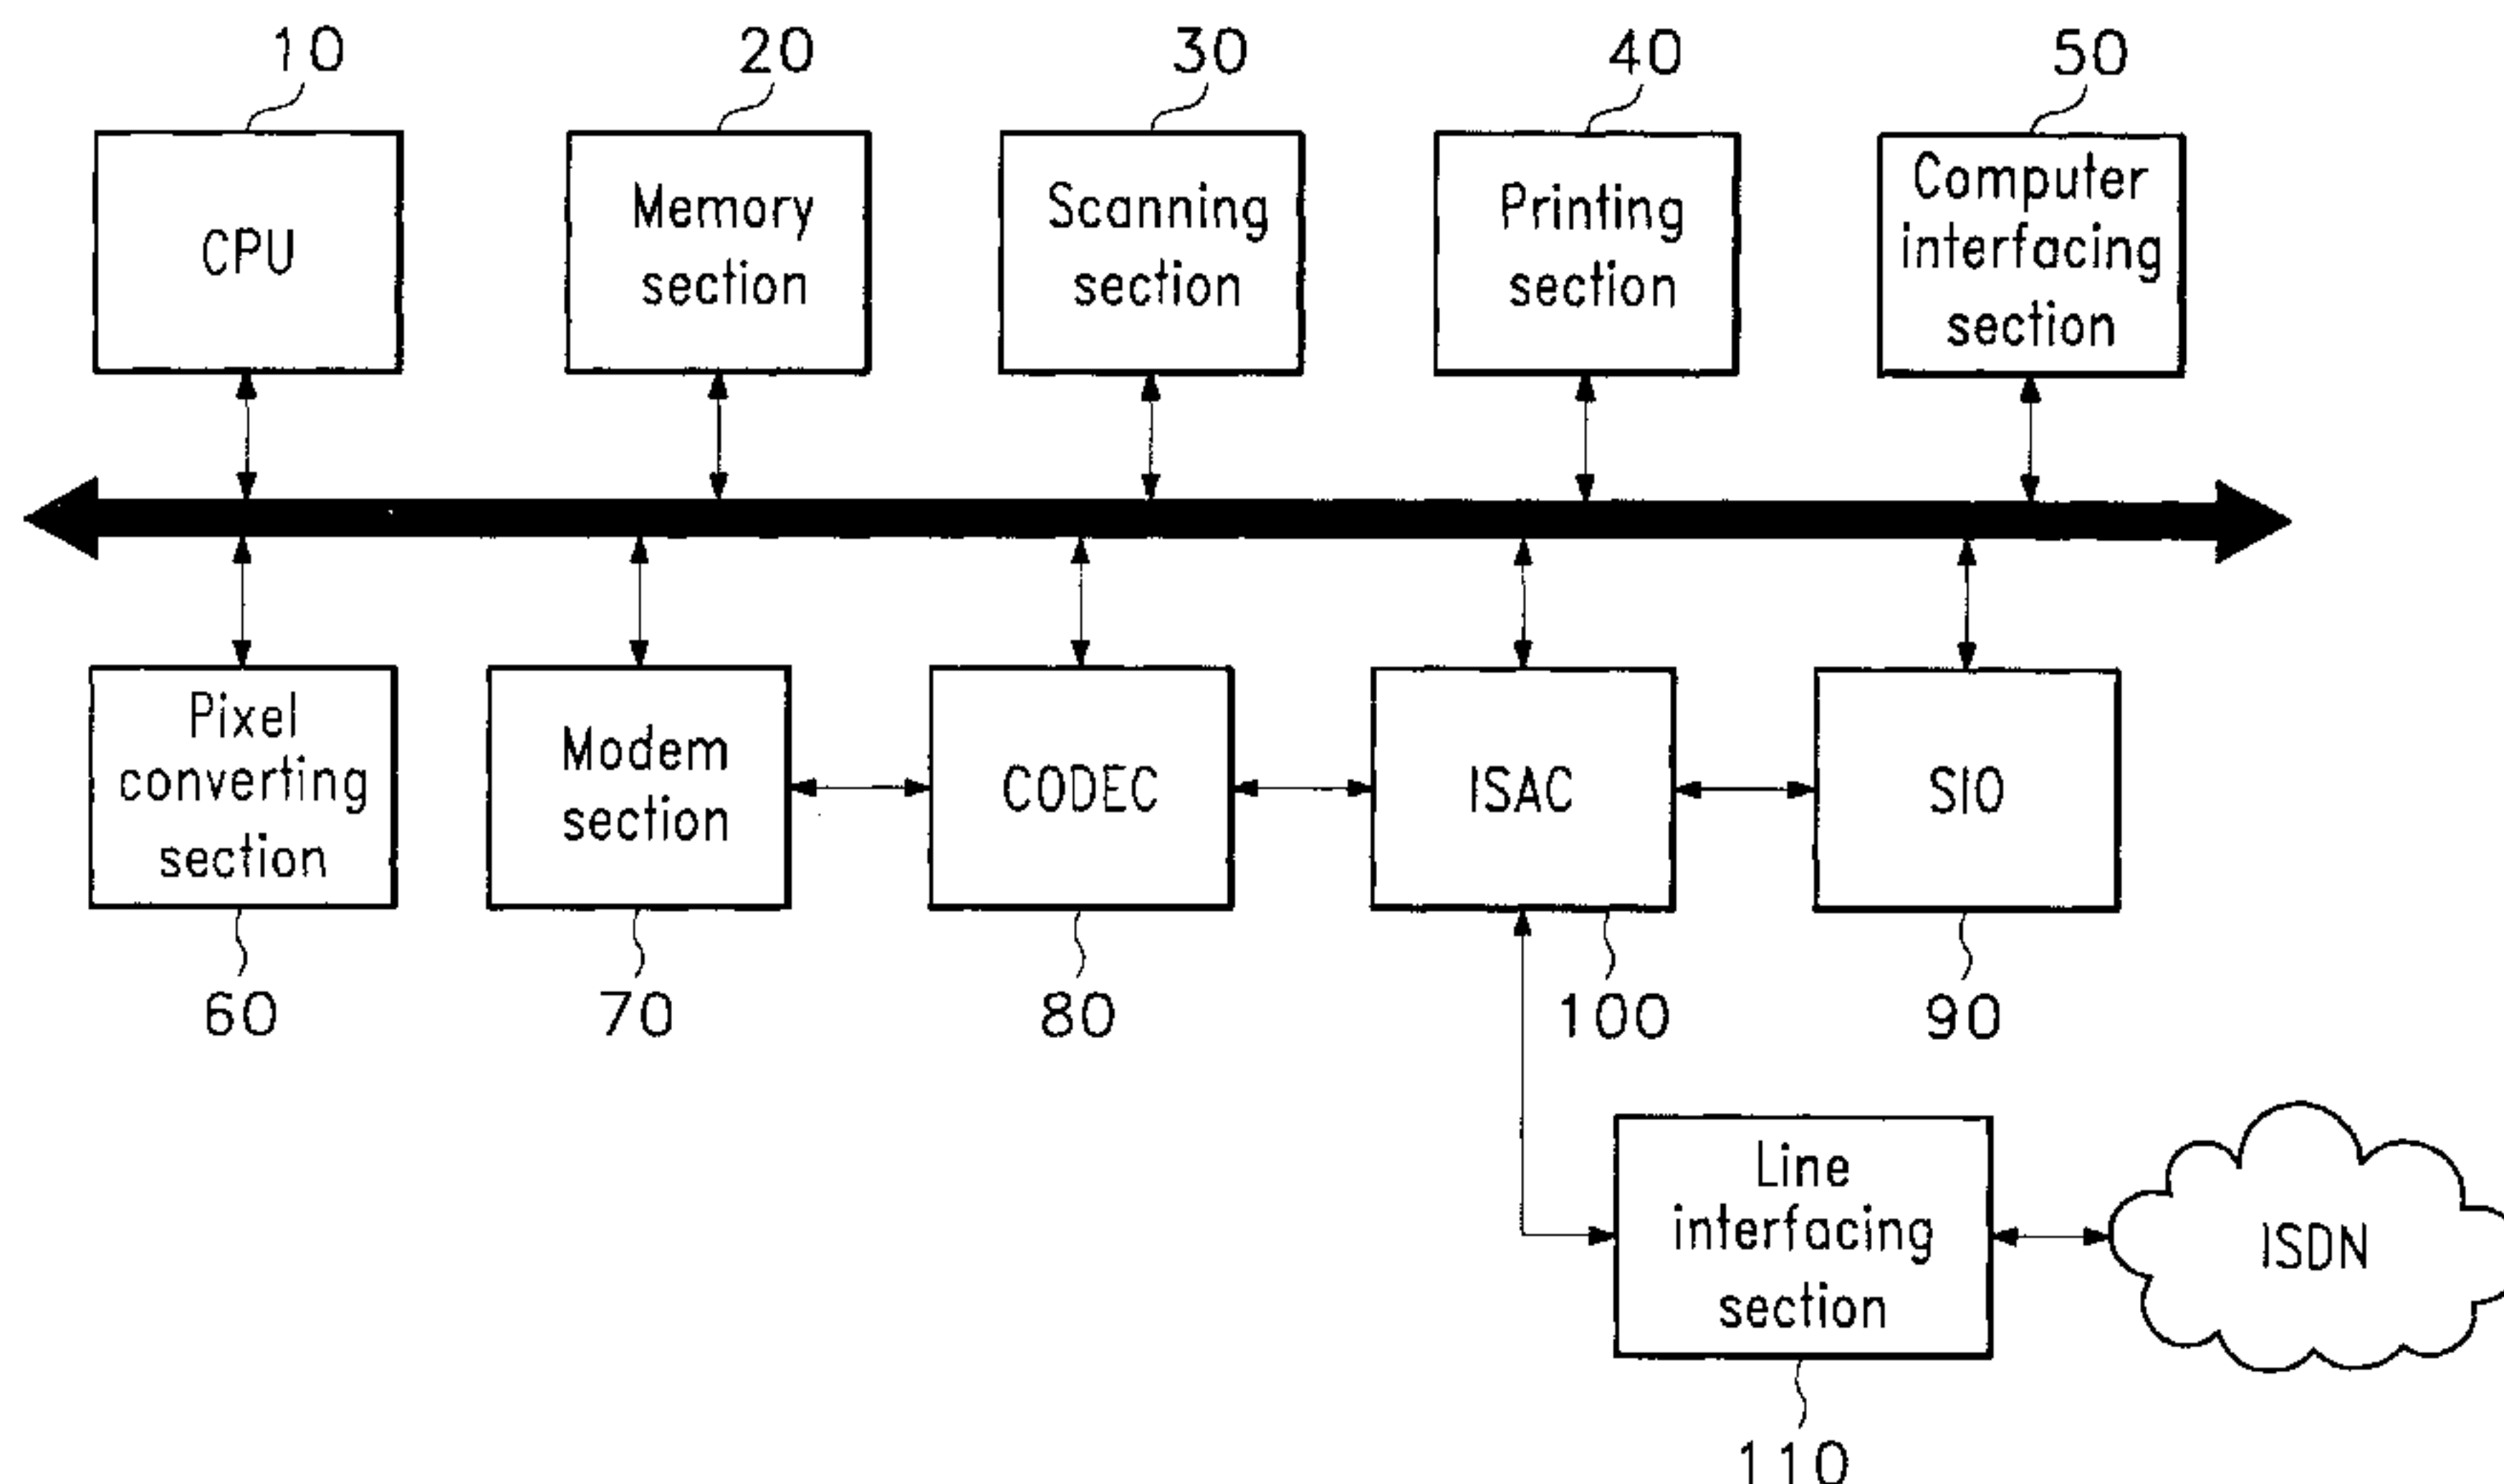 10
20
30
40
50
CPU
Memory
section
Scanning
section
Printing
section
Computer
interfacing
section
Pixel
converting
section
Modem
section
CODEC
ISAC
SIO
60
70
80
100
90
Line
interfacing
section
ISDN
110